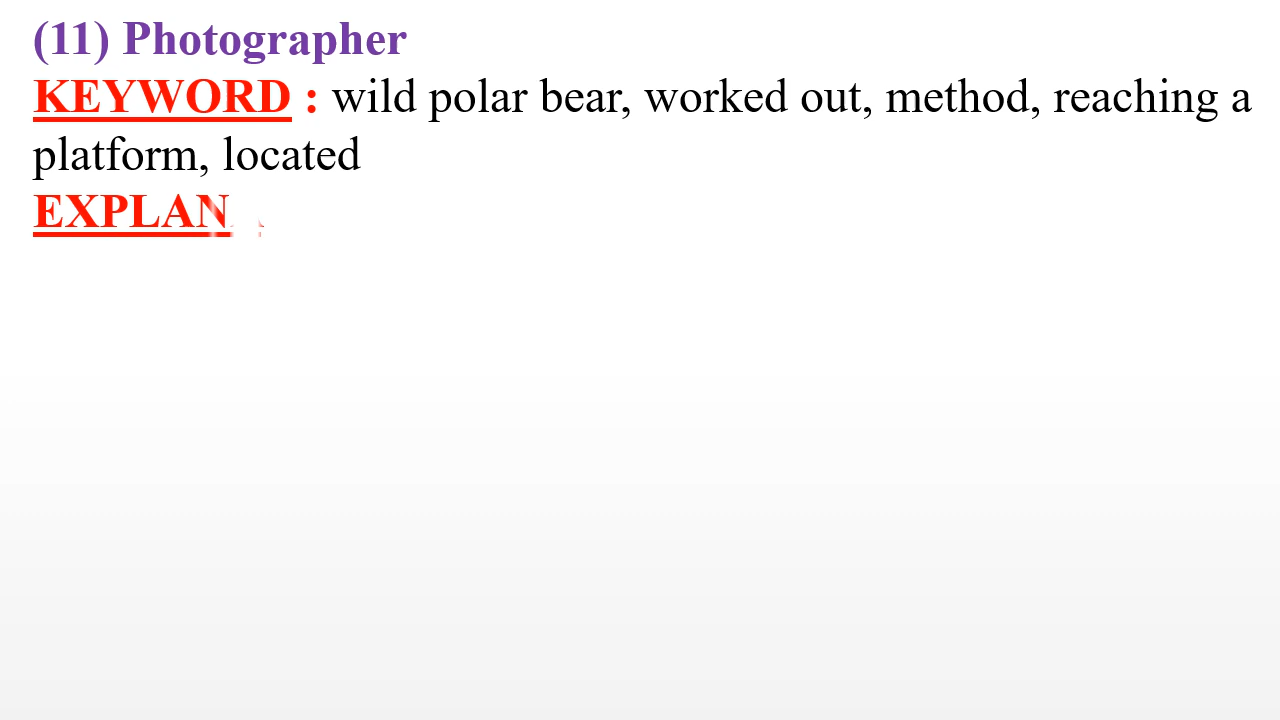 (11) Photographer
KEYWORD : wild polar bear, worked out, method, reaching a
platform, located
EXPLAN